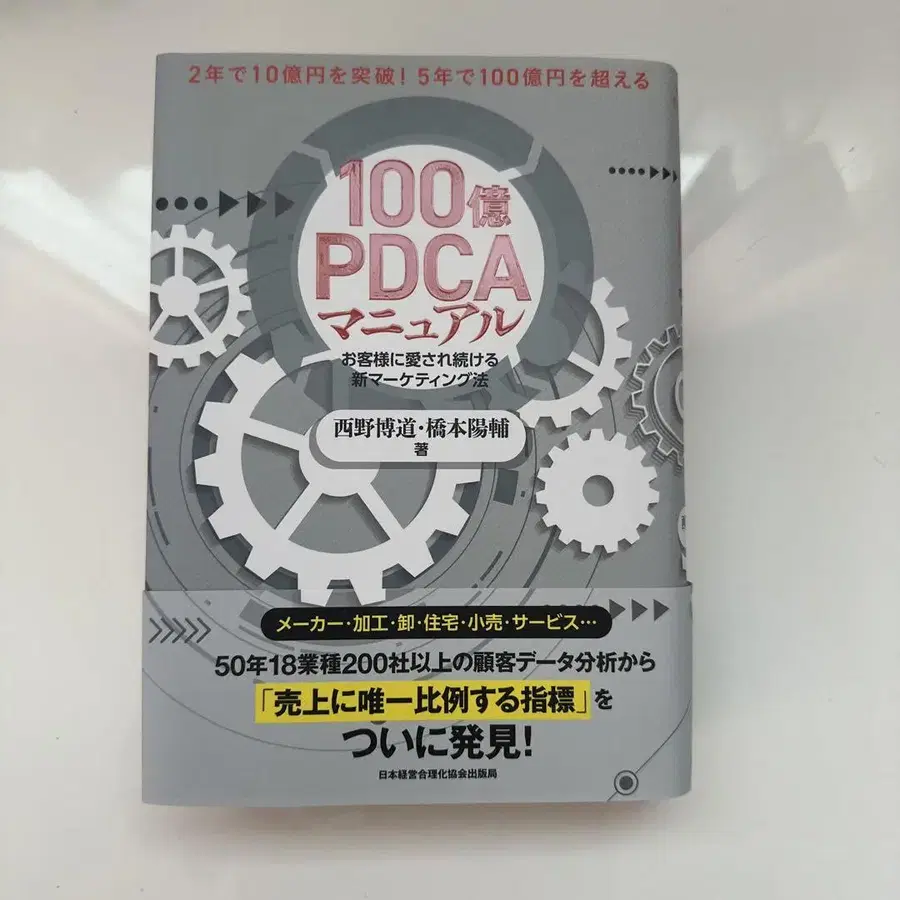 2年で10億円を突破！5年で100億円を超える
100億
PDCA
マニュアル
お客様に愛され続ける
新マーケティング法
西野博道・橋本陽輔
著
メーカー・加工・卸・住宅・小売・サービス…
50年18業種200社以上の顧客データ分析から
「売上に唯一比例する指標」を
ついに発見！
日本経営合理化協会出版局